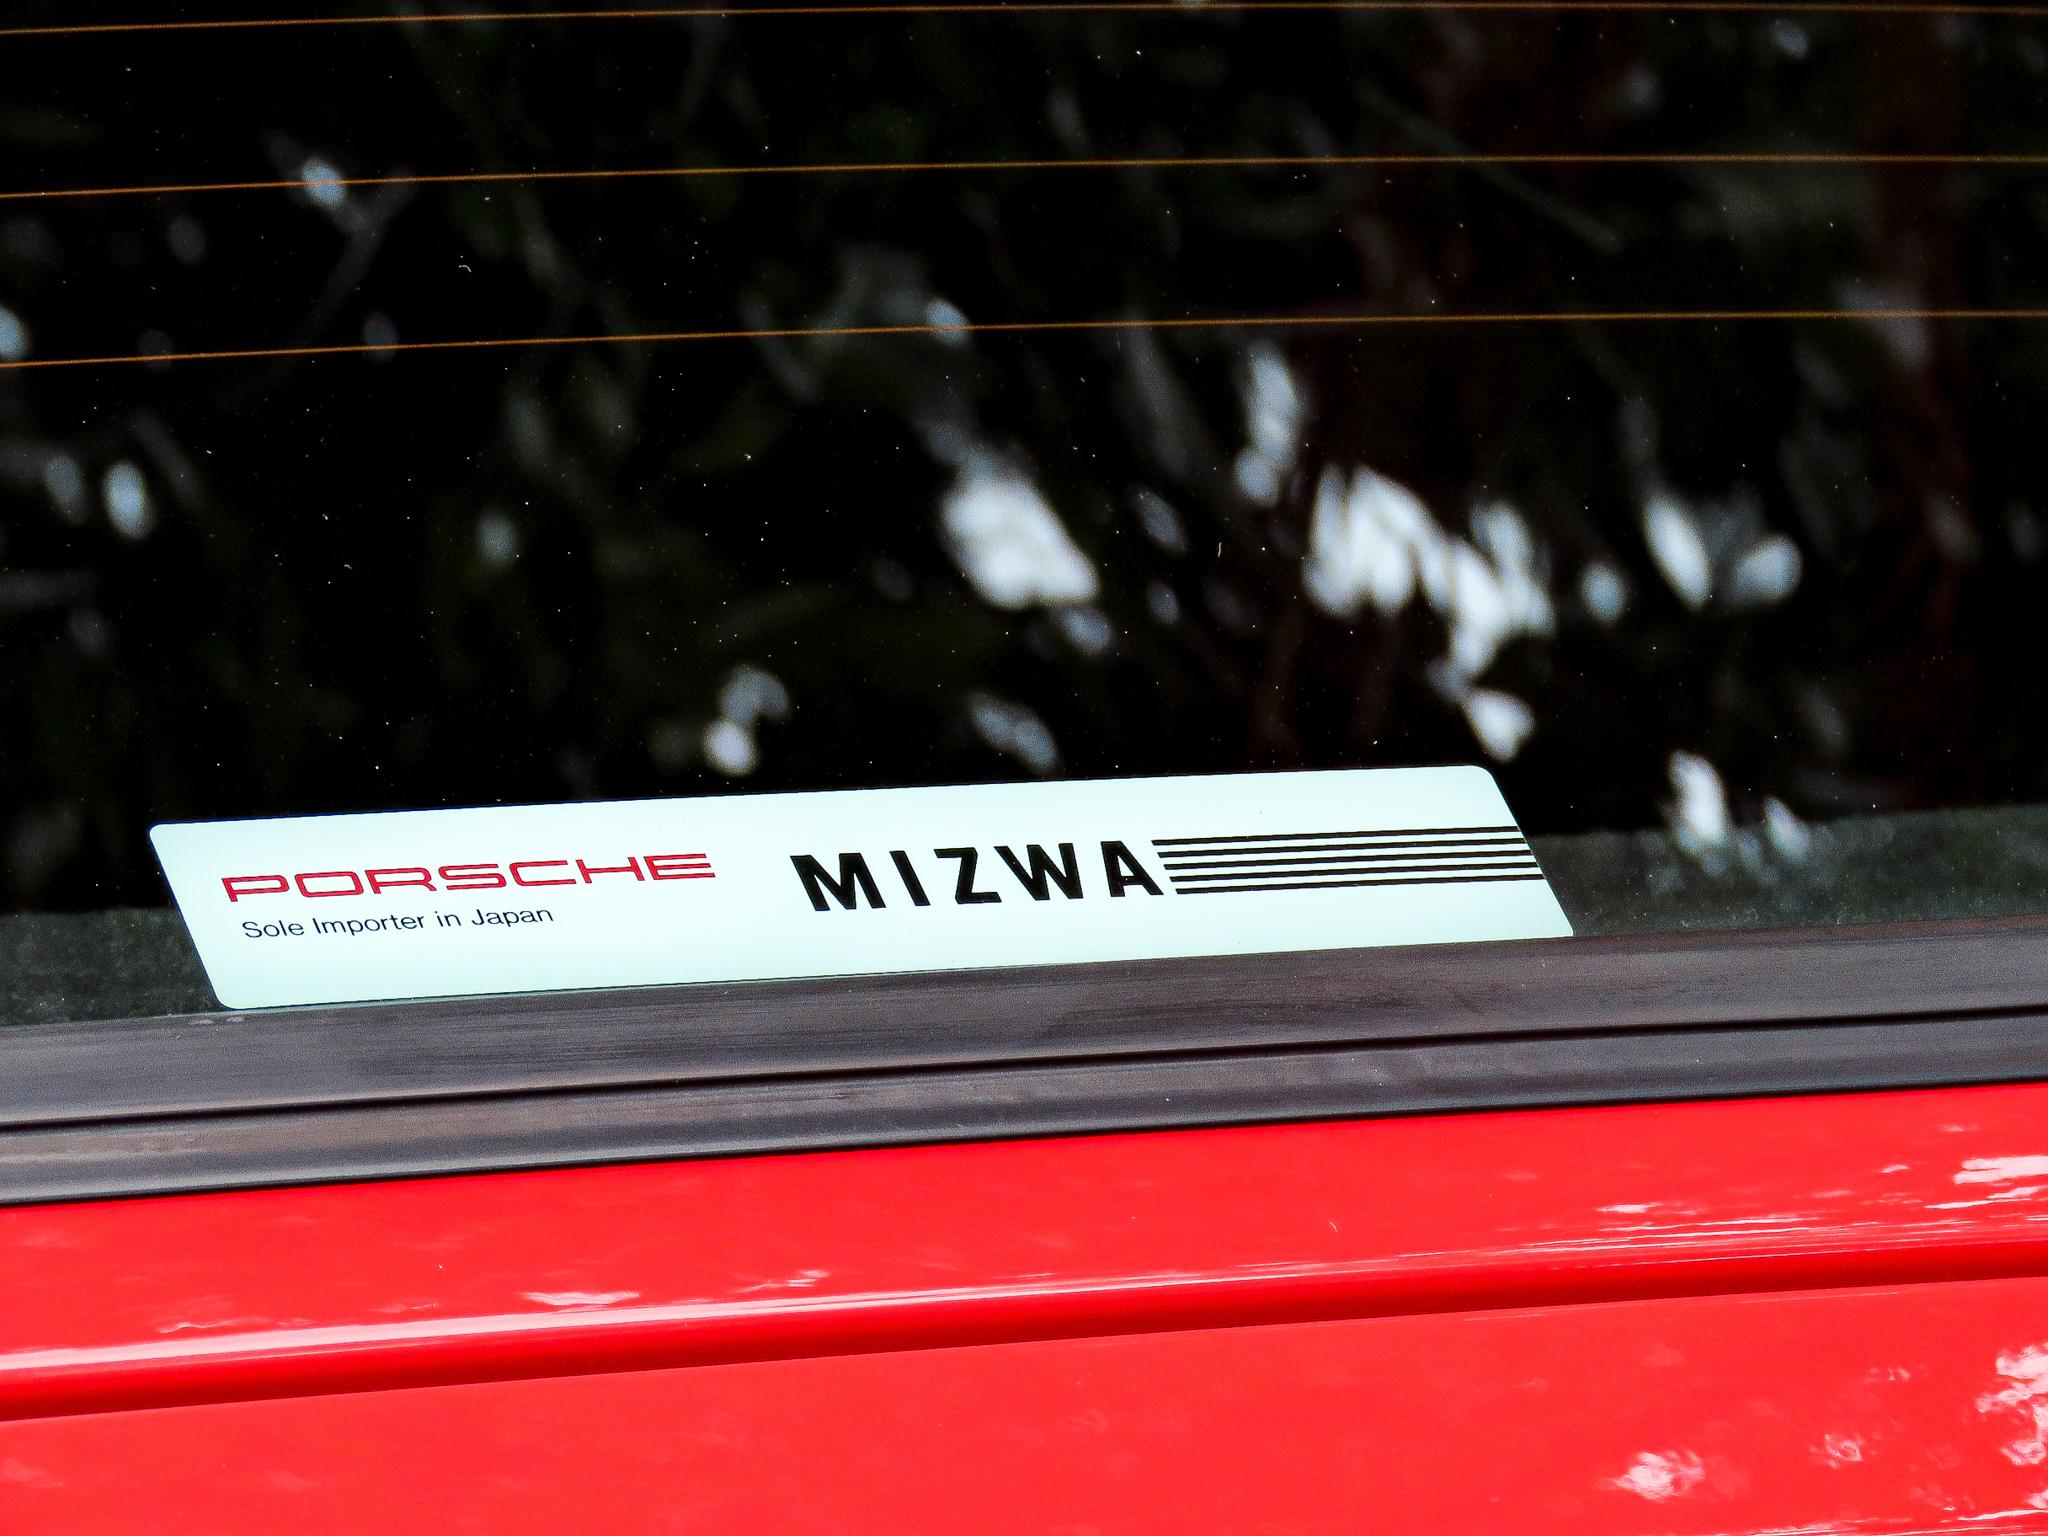 PORSCHE MIZWA
Sole Importer in Japan